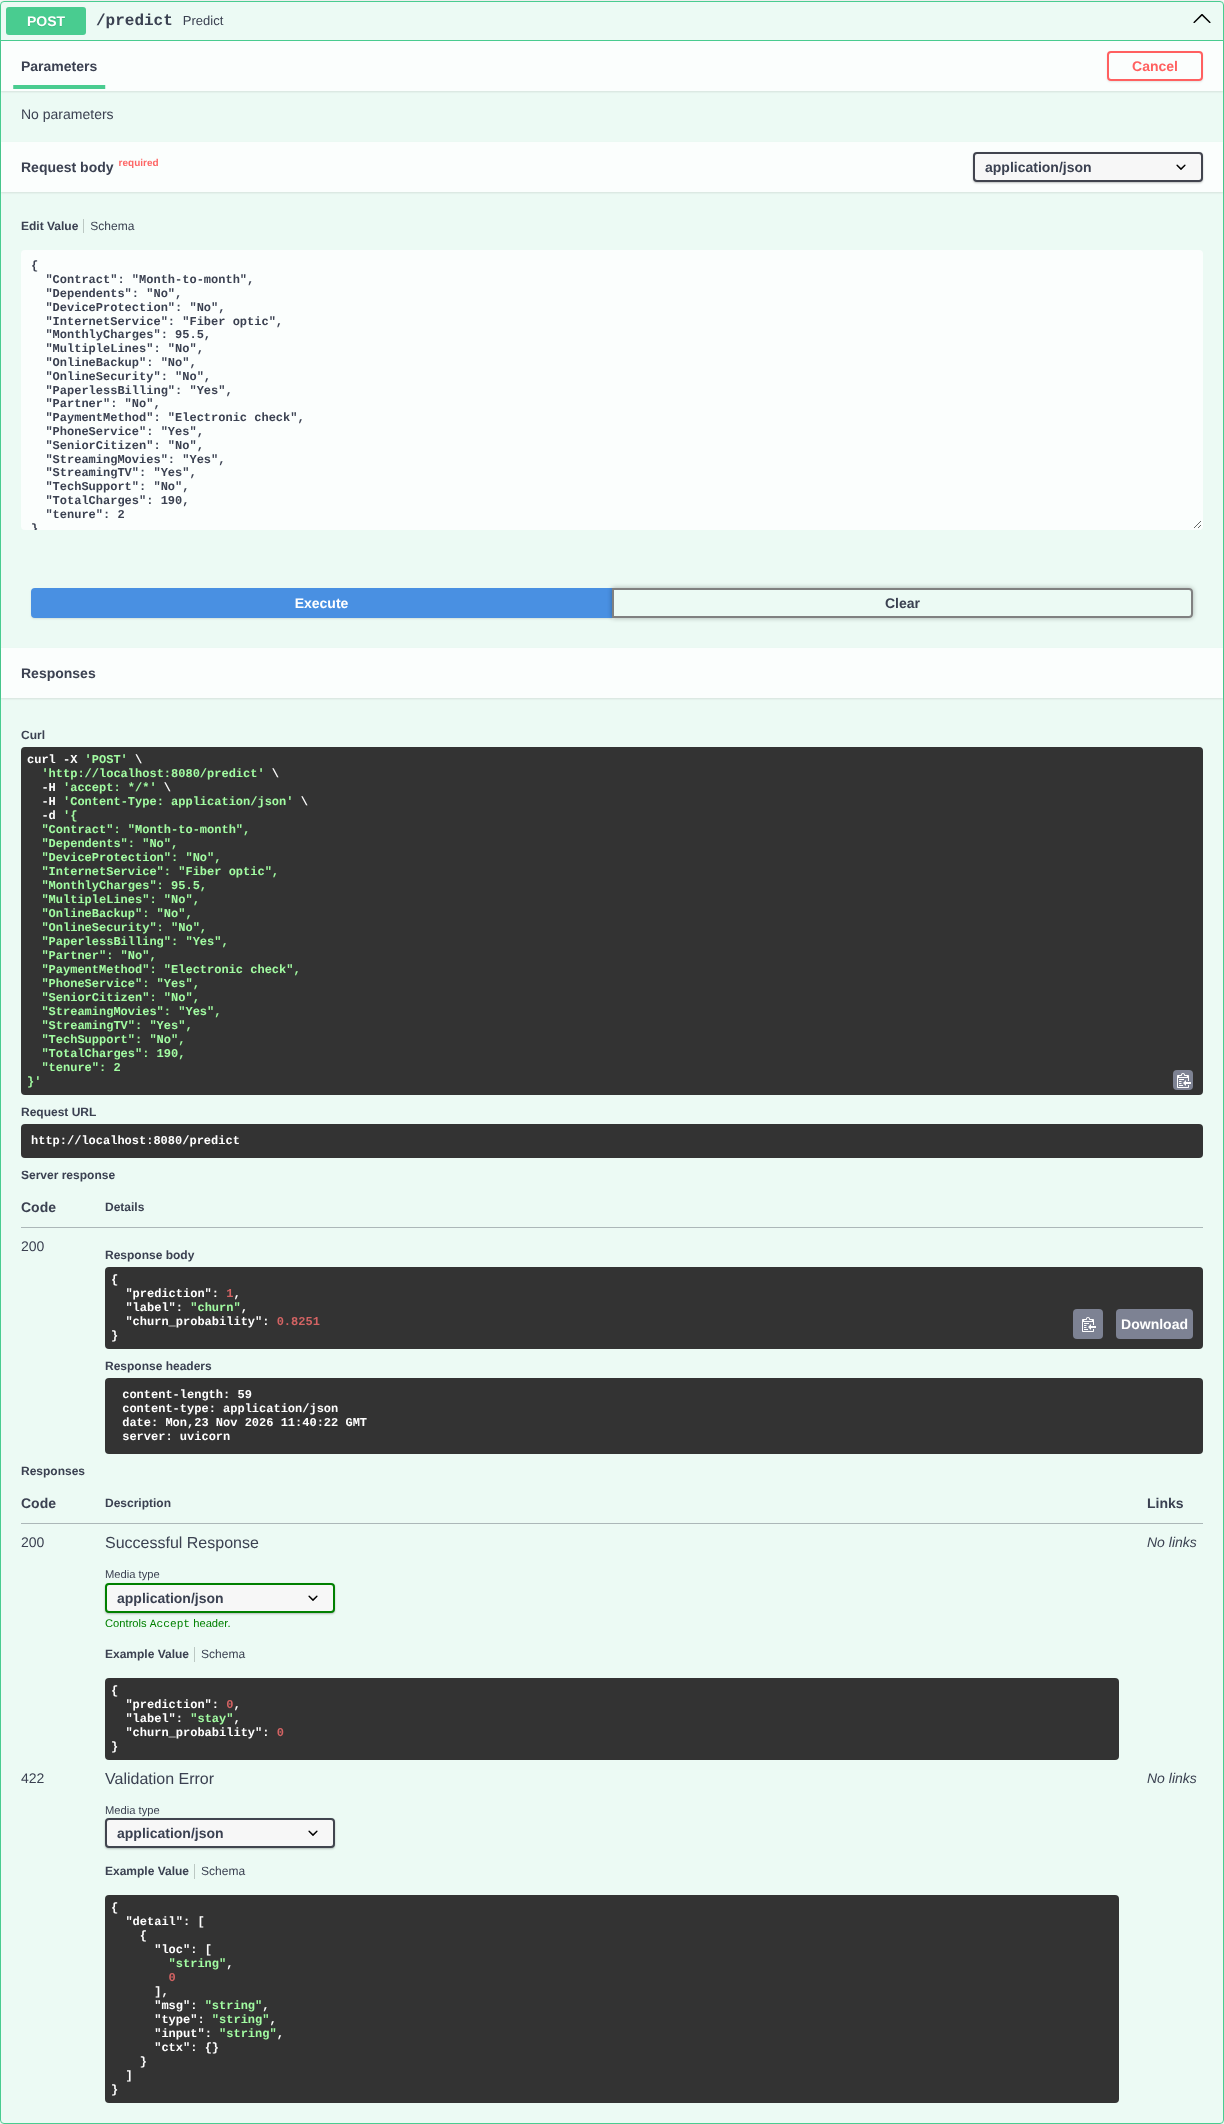 POST /predict Predict
Parameters
Cancel
No parameters
Request body required
application/json
Edit Value Schema
{
  "Contract": "Month-to-month",
  "Dependents": "No",
  "DeviceProtection": "No",
  "InternetService": "Fiber optic",
  "MonthlyCharges": 95.5,
  "MultipleLines": "No",
  "OnlineBackup": "No",
  "OnlineSecurity": "No",
  "PaperlessBilling": "Yes",
  "Partner": "No",
  "PaymentMethod": "Electronic check",
  "PhoneService": "Yes",
  "SeniorCitizen": "No",
  "StreamingMovies": "Yes",
  "StreamingTV": "Yes",
  "TechSupport": "No",
  "TotalCharges": 190,
  "tenure": 2
}
Execute
Clear
Responses
Curl
curl -X 'POST' \
  'http://localhost:8080/predict' \
  -H 'accept: */*' \
  -H 'Content-Type: application/json' \
  -d '{
  "Contract": "Month-to-month",
  "Dependents": "No",
  "DeviceProtection": "No",
  "InternetService": "Fiber optic",
  "MonthlyCharges": 95.5,
  "MultipleLines": "No",
  "OnlineBackup": "No",
  "OnlineSecurity": "No",
  "PaperlessBilling": "Yes",
  "Partner": "No",
  "PaymentMethod": "Electronic check",
  "PhoneService": "Yes",
  "SeniorCitizen": "No",
  "StreamingMovies": "Yes",
  "StreamingTV": "Yes",
  "TechSupport": "No",
  "TotalCharges": 190,
  "tenure": 2
}'
Request URL
http://localhost:8080/predict
Server response
Code Details
200
Response body
{
  "prediction": 1,
  "label": "churn",
  "churn_probability": 0.8251
}
Download
Response headers
content-length: 59
content-type: application/json
date: Mon,23 Nov 2026 11:40:22 GMT
server: uvicorn
Responses
Code Description Links
200 Successful Response No links
Media type
application/json
Controls Accept header.
Example Value Schema
{
  "prediction": 0,
  "label": "stay",
  "churn_probability": 0
}
422 Validation Error No links
Media type
application/json
Example Value Schema
{
  "detail": [
    {
      "loc": [
        "string",
        0
      ],
      "msg": "string",
      "type": "string",
      "input": "string",
      "ctx": {}
    }
  ]
}